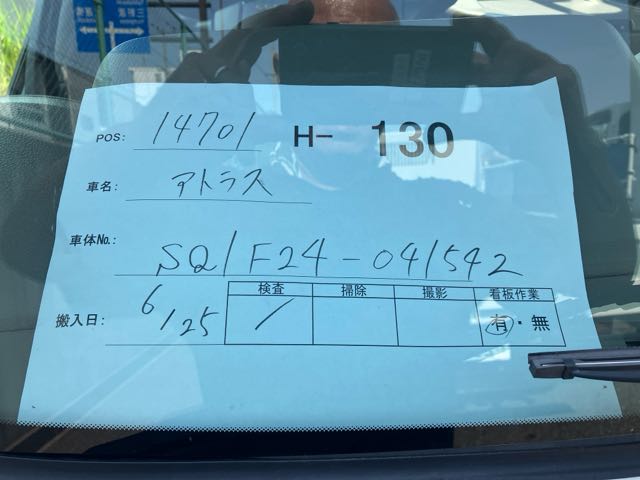 POS: 14701 H- 130
車名: アトラス
車体No.: SQ1F24-041542
搬入日: 6/25
検査 掃除 撮影 看板作業
/ 有・無